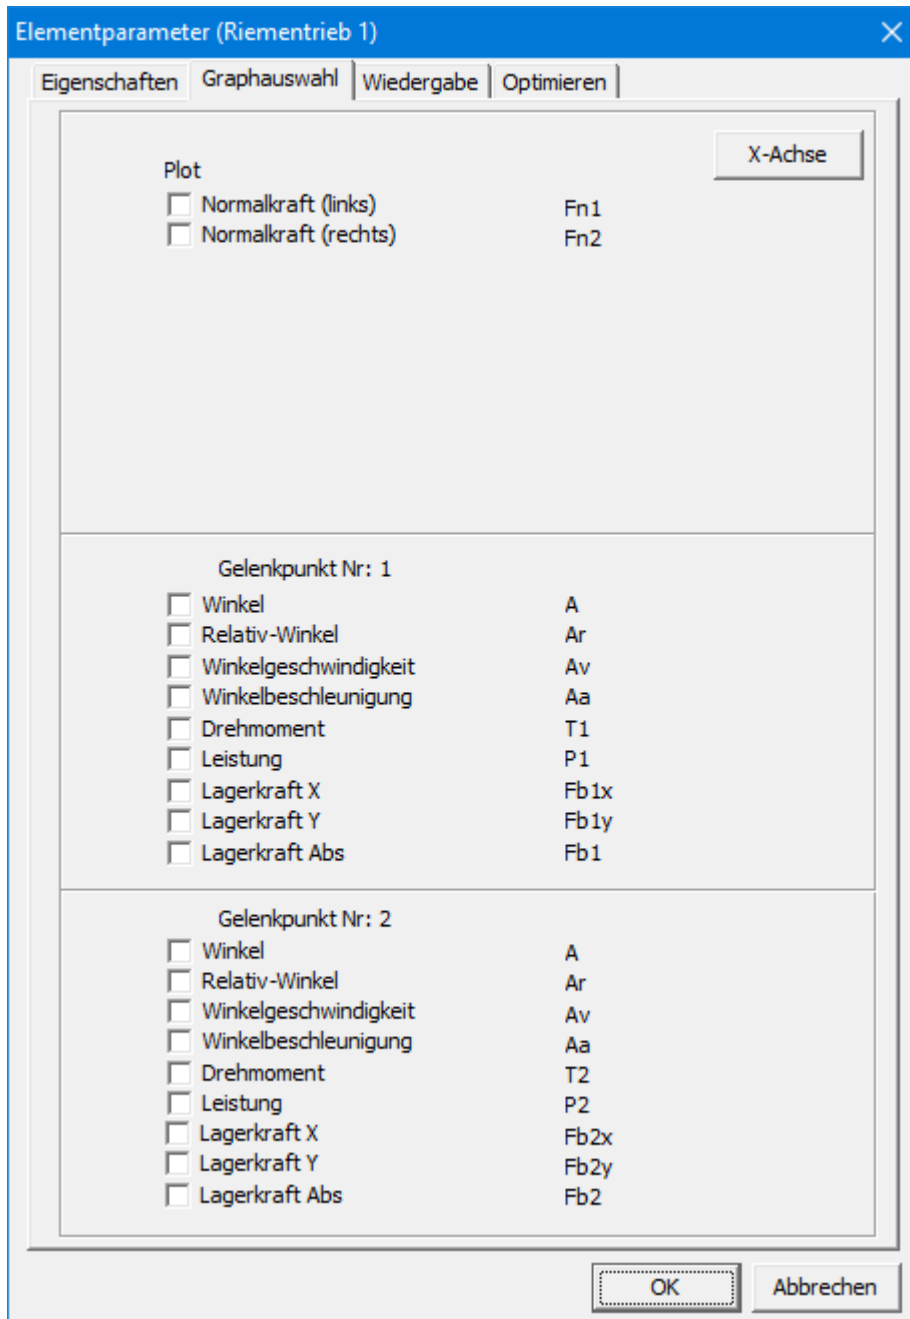 Elementparameter (Riementrieb 1)
Eigenschaften Graphauswahl Wiedergabe Optimieren
X-Achse
Plot
Normalkraft (links) Fn1
Normalkraft (rechts) Fn2
Gelenkpunkt Nr: 1
Winkel A
Relativ-Winkel Ar
Winkelgeschwindigkeit Av
Winkelbeschleunigung Aa
Drehmoment T1
Leistung P1
Lagerkraft X Fb1x
Lagerkraft Y Fb1y
Lagerkraft Abs Fb1
Gelenkpunkt Nr: 2
Winkel A
Relativ-Winkel Ar
Winkelgeschwindigkeit Av
Winkelbeschleunigung Aa
Drehmoment T2
Leistung P2
Lagerkraft X Fb2x
Lagerkraft Y Fb2y
Lagerkraft Abs Fb2
OK Abbrechen